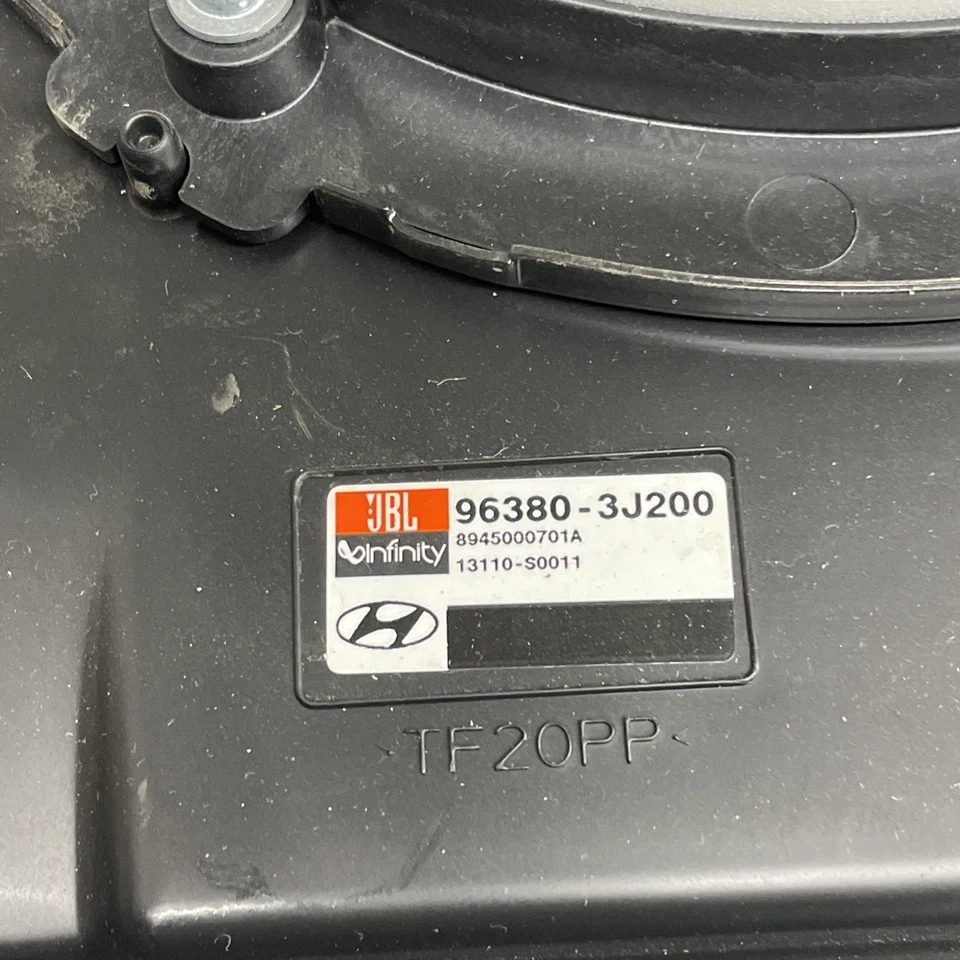 JBL
Infinity
96380-3J200
8945000701A
13110-S0011
>TF20PP<